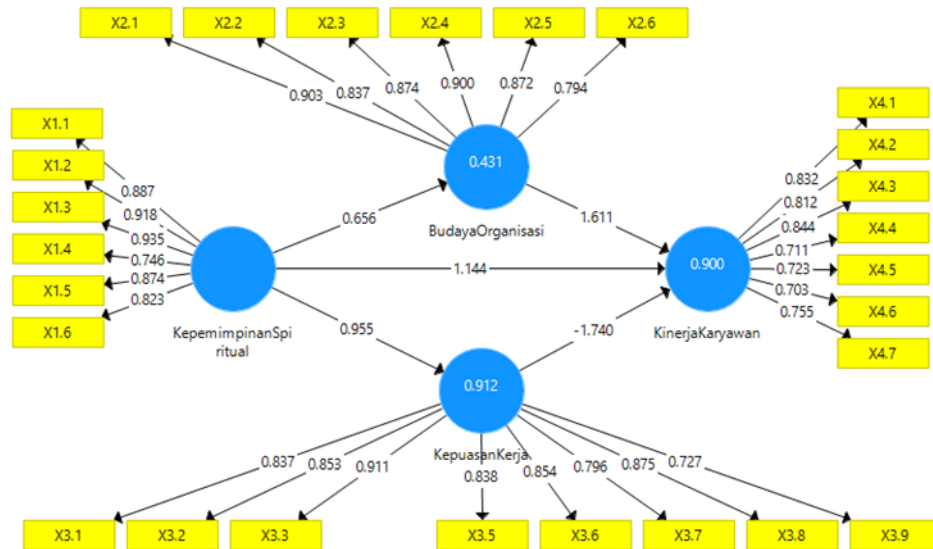 X2.1 X2.2 X2.3 X2.4 X2.5 X2.6
0.903 0.837 0.874 0.900 0.872 0.794
X1.1
X1.2
X1.3
X1.4
X1.5
X1.6
0.887
0.918
0.935
0.746
0.874
0.823
KepemimpinanSpi
ritual
0.656
1.144
0.955
0.431
BudayaOrganisasi
1.611
-1.740
0.912
KepuasanKerja
0.900
KinerjaKaryawan
0.832
0.812
0.844
0.711
0.723
0.703
0.755
X4.1
X4.2
X4.3
X4.4
X4.5
X4.6
X4.7
0.837 0.853 0.911 0.838 0.854 0.796 0.875 0.727
X3.1 X3.2 X3.3 X3.5 X3.6 X3.7 X3.8 X3.9